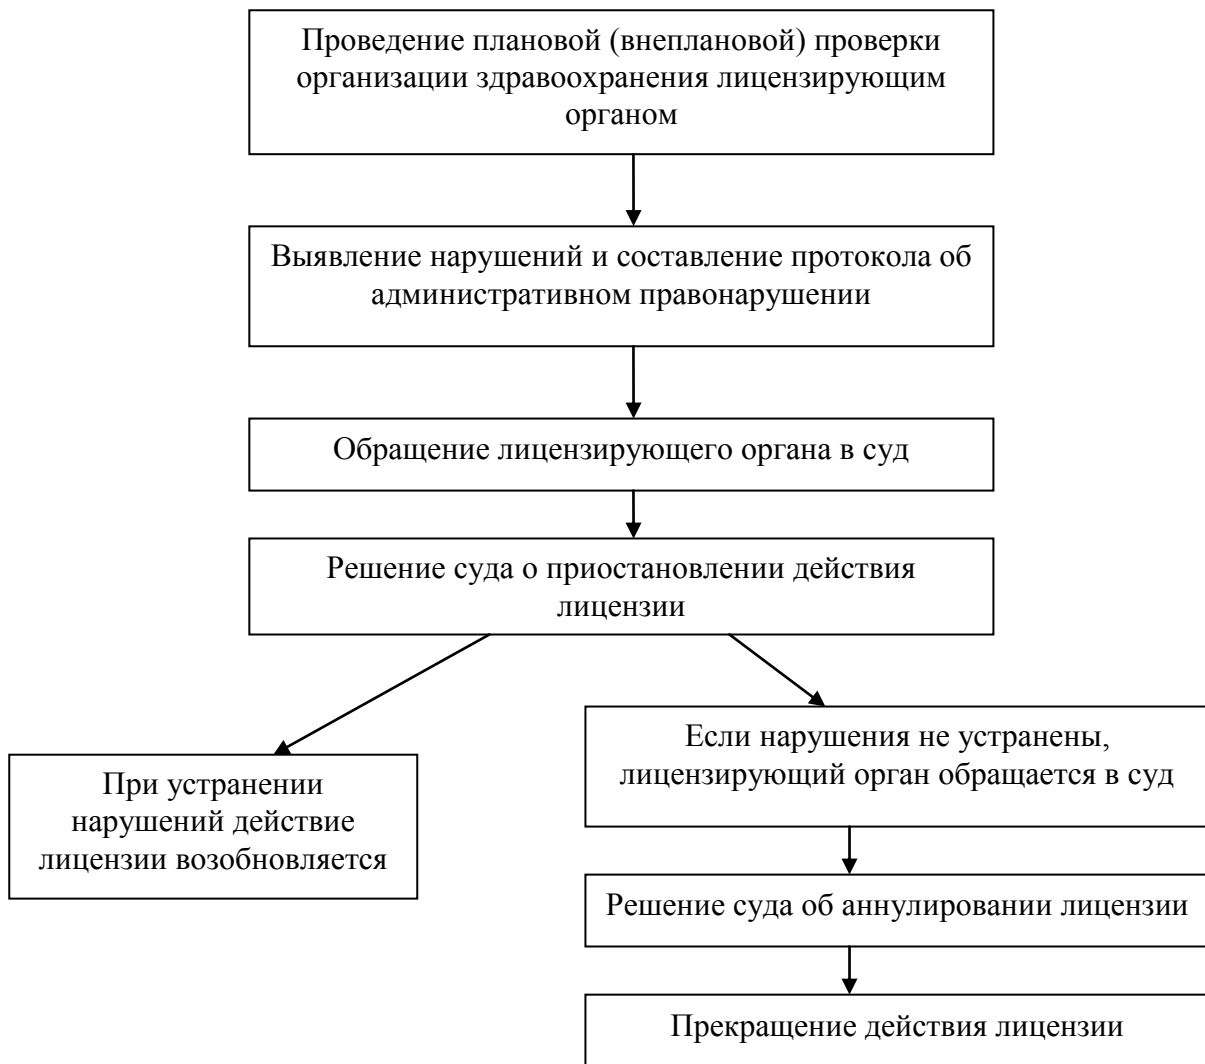 Проведение плановой (внеплановой) проверки
организации здравоохранения лицензирующим
органом
Выявление нарушений и составление протокола об
административном правонарушении
Обращение лицензирующего органа в суд
Решение суда о приостановлении действия
лицензии
При устранении
нарушений действие
лицензии возобновляется
Если нарушения не устранены,
лицензирующий орган обращается в суд
Решение суда об аннулировании лицензии
Прекращение действия лицензии